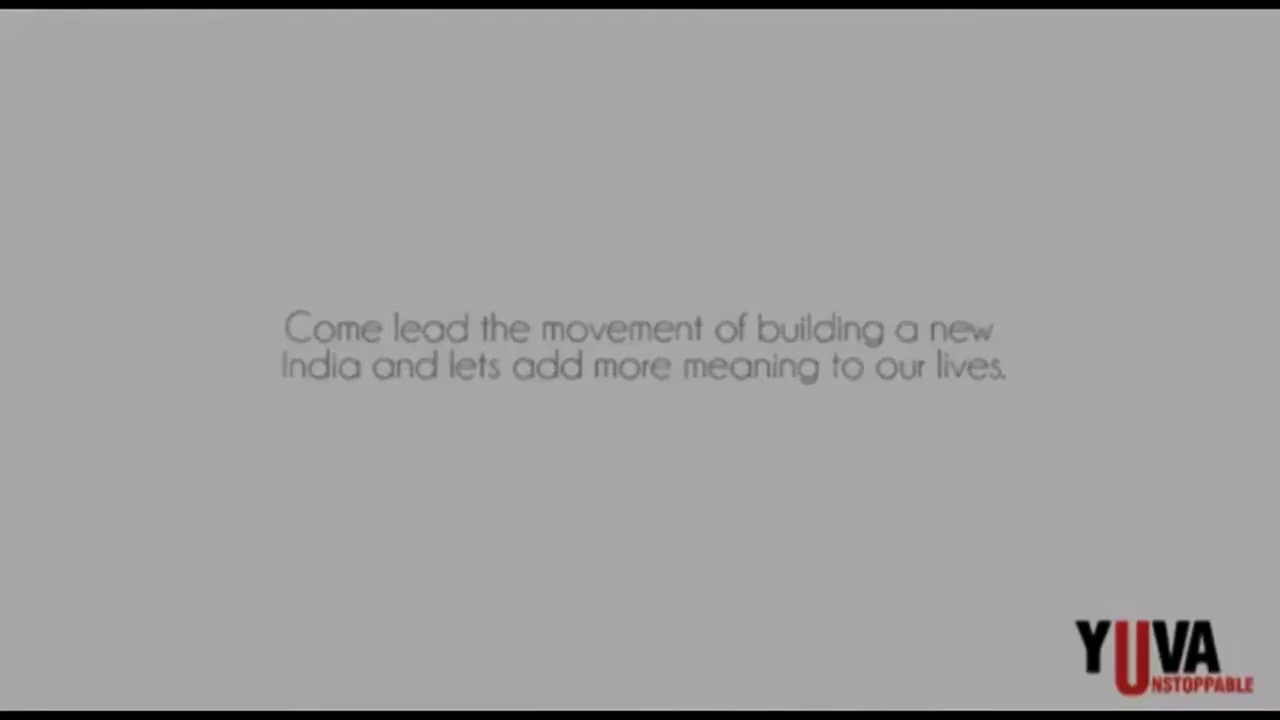 Come lead the movement of building a new
India and lets add more meaning to our lives.
YUVA
UNSTOPPABLE